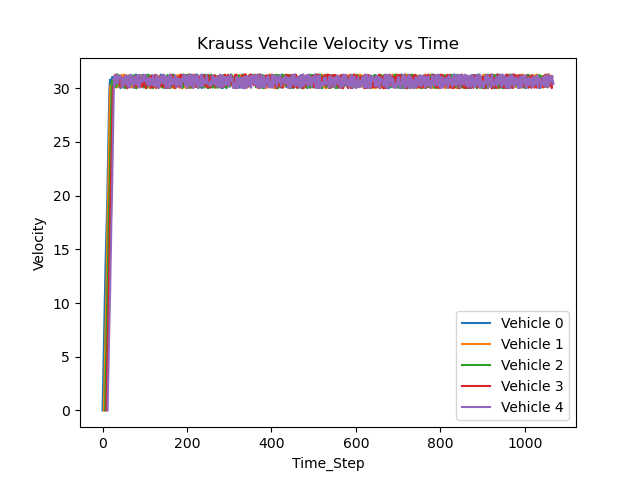 Krauss Vehcile Velocity vs Time
30
25
20
15
10
5
0
Velocity
0 200 400 600 800 1000
Time_Step
Vehicle 0
Vehicle 1
Vehicle 2
Vehicle 3
Vehicle 4